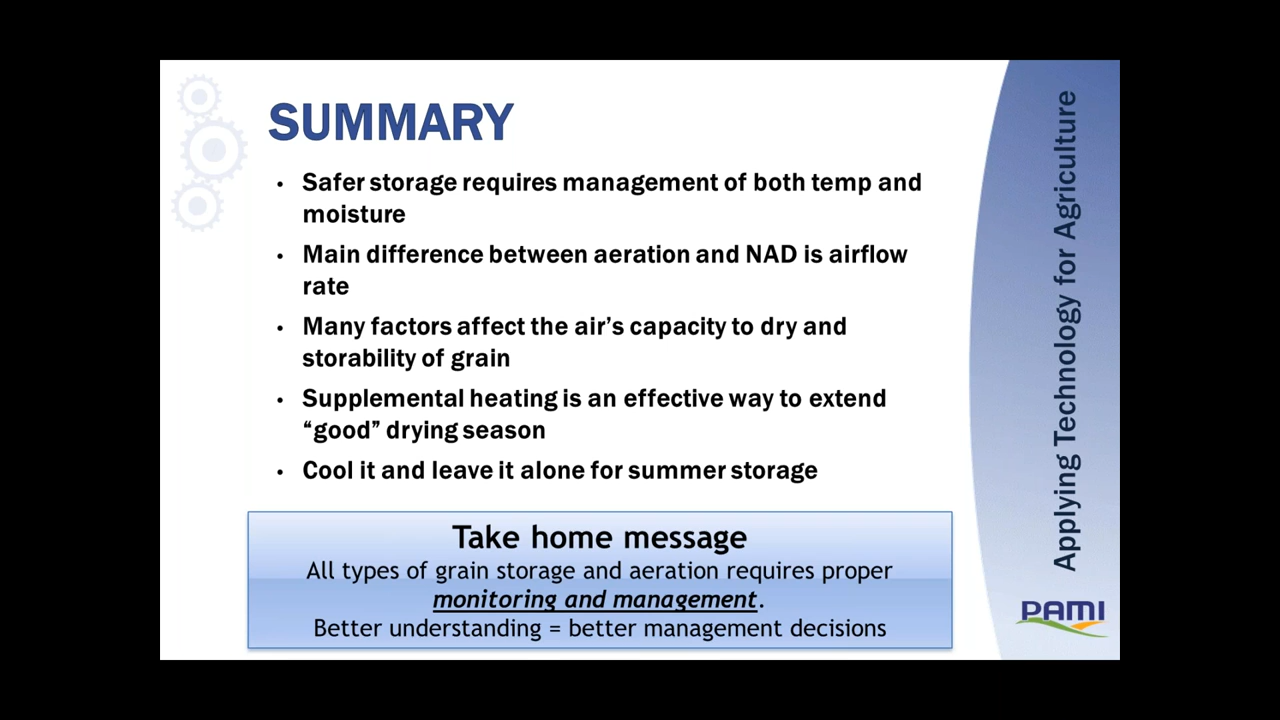 SUMMARY
• Safer storage requires management of both temp and
moisture
• Main difference between aeration and NAD is airflow
rate
• Many factors affect the air's capacity to dry and
storability of grain
• Supplemental heating is an effective way to extend
“good” drying season
• Cool it and leave it alone for summer storage
Take home message
All types of grain storage and aeration requires proper
monitoring and management.
Better understanding = better management decisions
Applying Technology for Agriculture
PAMI